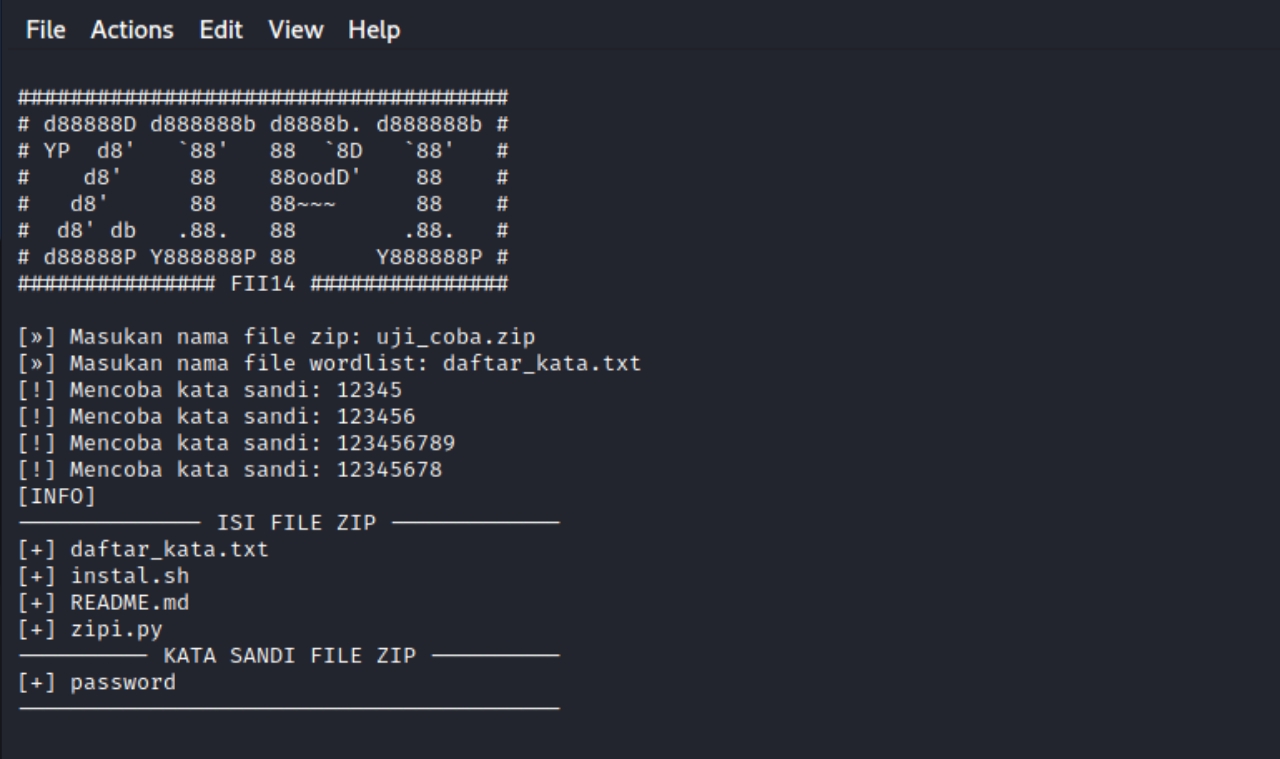 File Actions Edit View Help
#####################################
# d88888D d888888b d8888b. d888888b #
# YP  d8'   `88'   88  `8D   `88'   #
#    d8'     88    88oodD'    88    #
#   d8'      88    88~~~      88    #
#  d8' db   .88.   88        .88.   #
# d88888P Y888888P 88      Y888888P #
############### FII14 ###############
[»] Masukan nama file zip: uji_coba.zip
[»] Masukan nama file wordlist: daftar_kata.txt
[!] Mencoba kata sandi: 12345
[!] Mencoba kata sandi: 123456
[!] Mencoba kata sandi: 123456789
[!] Mencoba kata sandi: 12345678
[INFO]
────────────── ISI FILE ZIP ─────────────
[+] daftar_kata.txt
[+] instal.sh
[+] README.md
[+] zipi.py
────────── KATA SANDI FILE ZIP ──────────
[+] password
─────────────────────────────────────────